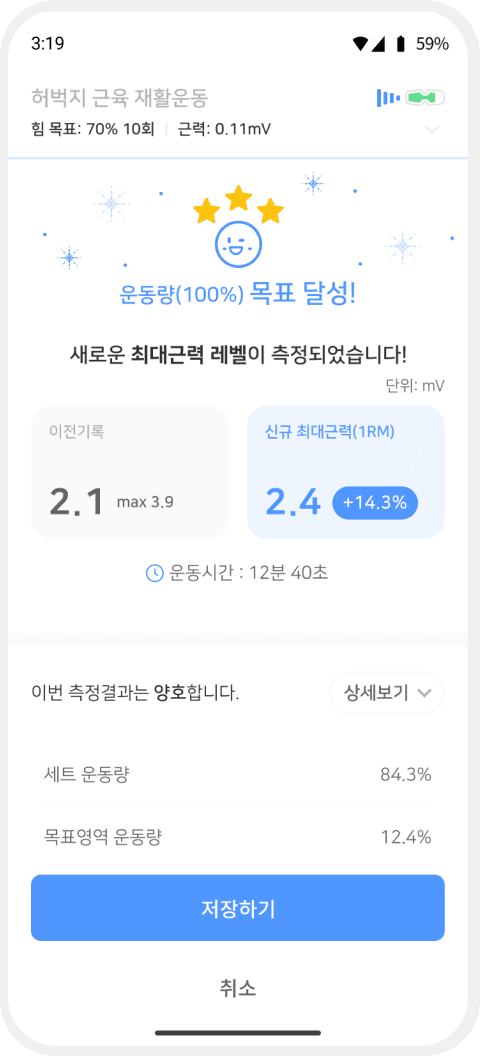 3:19 59%
허벅지 근육 재활운동
힘 목표: 70% 10회 | 근력: 0.11mV
운동량(100%) 목표 달성!
새로운 최대근력 레벨이 측정되었습니다!
단위: mV
이전기록
2.1 max 3.9
신규 최대근력(1RM)
2.4 +14.3%
운동시간 : 12분 40초
이번 측정결과는 양호합니다. 상세보기
세트 운동량 84.3%
목표영역 운동량 12.4%
저장하기
취소